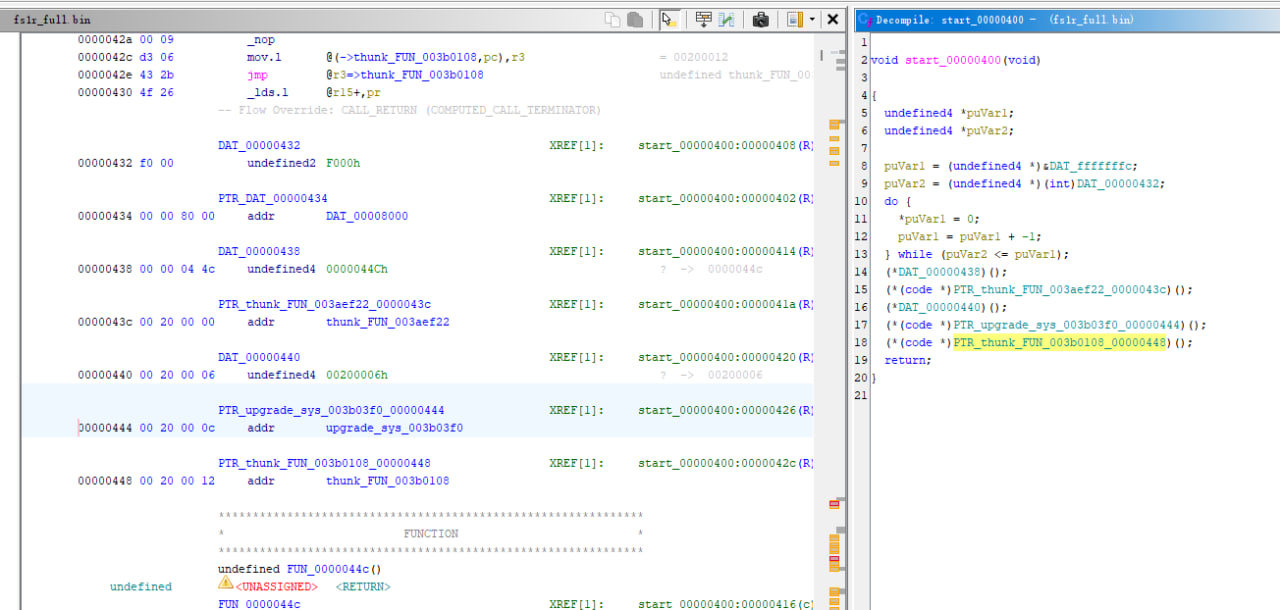 fs1r_full.bin
0000042a 00 09 _nop
0000042c d3 06 mov.l @(->thunk_FUN_003b0108,pc),r3 = 00200012
0000042e 43 2b jmp @r3=>thunk_FUN_003b0108 undefined thunk_FUN_00
00000430 4f 26 _lds.l @r15+,pr
-- Flow Override: CALL_RETURN (COMPUTED_CALL_TERMINATOR)
DAT_00000432 XREF[1]: start_00000400:00000408(R)
00000432 f0 00 undefined2 F000h
PTR_DAT_00000434 XREF[1]: start_00000400:00000402(R)
00000434 00 00 80 00 addr DAT_00008000
DAT_00000438 XREF[1]: start_00000400:00000414(R)
00000438 00 00 04 4c undefined4 0000044Ch ? -> 0000044c
PTR_thunk_FUN_003aef22_0000043c XREF[1]: start_00000400:0000041a(R)
0000043c 00 20 00 00 addr thunk_FUN_003aef22
DAT_00000440 XREF[1]: start_00000400:00000420(R)
00000440 00 20 00 06 undefined4 00200006h ? -> 00200006
PTR_upgrade_sys_003b03f0_00000444 XREF[1]: start_00000400:00000426(R)
00000444 00 20 00 0c addr upgrade_sys_003b03f0
PTR_thunk_FUN_003b0108_00000448 XREF[1]: start_00000400:0000042c(R)
00000448 00 20 00 12 addr thunk_FUN_003b0108
**************************************************************
* FUNCTION *
**************************************************************
undefined FUN_0000044c()
undefined <UNASSIGNED> <RETURN>
FUN_0000044c XREF[1]: start_00000400:00000416(c)
Decompile: start_00000400 - (fs1r_full.bin)
1
2 void start_00000400(void)
3
4 {
5 undefined4 *puVar1;
6 undefined4 *puVar2;
7
8 puVar1 = (undefined4 *)&DAT_fffffffc;
9 puVar2 = (undefined4 *)(int)DAT_00000432;
10 do {
11 *puVar1 = 0;
12 puVar1 = puVar1 + -1;
13 } while (puVar2 <= puVar1);
14 (*DAT_00000438)();
15 (*(code *)PTR_thunk_FUN_003aef22_0000043c)();
16 (*DAT_00000440)();
17 (*(code *)PTR_upgrade_sys_003b03f0_00000444)();
18 (*(code *)PTR_thunk_FUN_003b0108_00000448)();
19 return;
20 }
21